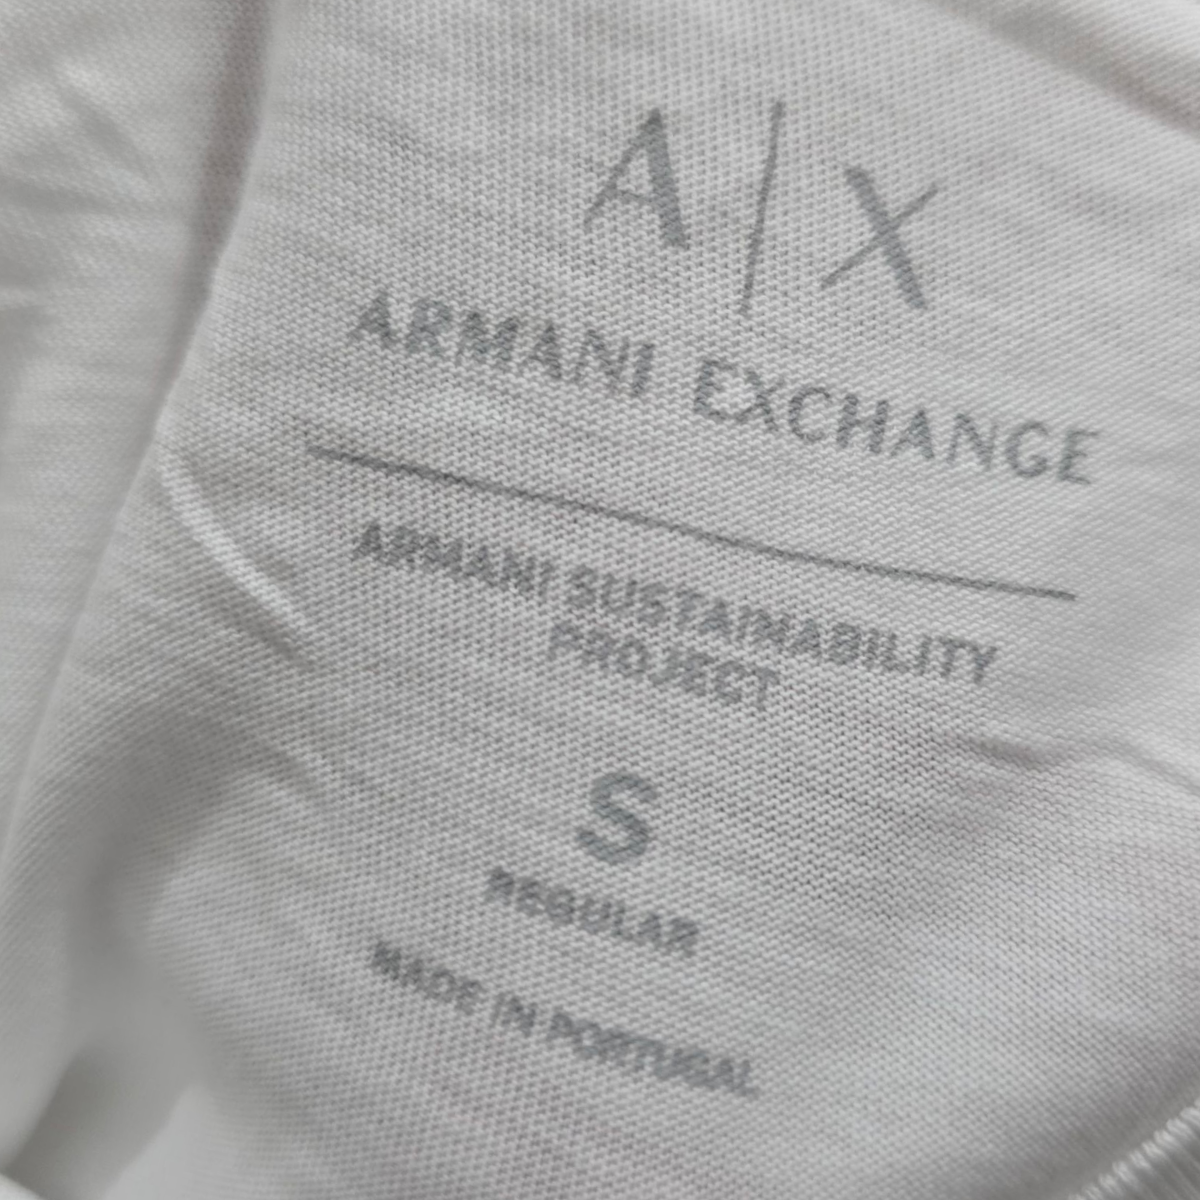 A|X
ARMANI EXCHANGE
ARMANI SUSTAINABILITY
PROJECT
S
REGULAR
MADE IN PORTUGAL